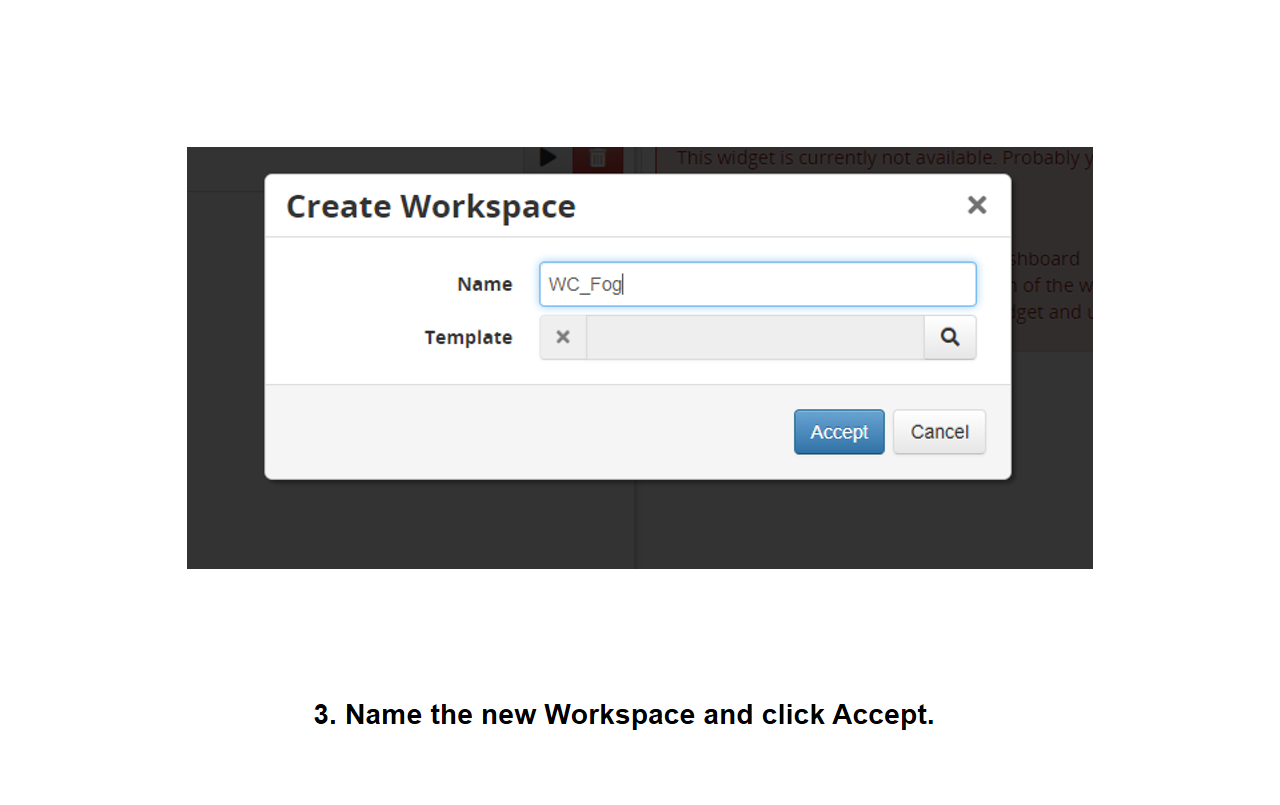 This widget is currently not available. Probably y
Create Workspace
shboard
Name
WC_Fog
n of the w
dget and u
Template
Accept
Cancel
3. Name the new Workspace and click Accept.